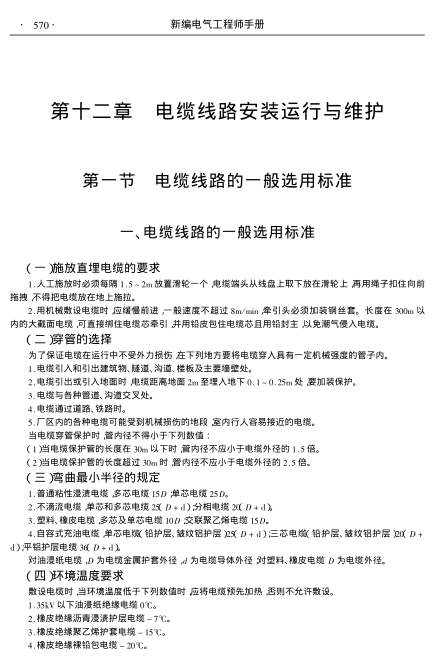 · 570 · 新编电气工程师手册
第十二章 电缆线路安装运行与维护
第一节 电缆线路的一般选用标准
一、电缆线路的一般选用标准
(一)施放直埋电缆的要求
1.人工施放时必须每隔 1.5~2m 放置滑轮一个,电缆端头从线盘上取下放在滑轮上,再用绳子扣住向前
拖拽,不得把电缆放在地上施拉。
2.用机械敷设电缆时,应缓慢前进,一般速度不超过 8m/min,牵引头必须加装钢丝套。长度在 300m 以
内的大截面电缆,可直接绑住电缆芯牵引,并用铅皮包住电缆芯且用铅封主,以免潮气侵入电缆。
(二)穿管的选择
为了保证电缆在运行中不受外力损伤,在下列地方要将电缆穿入具有一定机械强度的管子内。
1.电缆引入和引出建筑物、隧道、沟道、楼板及主要墙壁处。
2.电缆引出或引入地面时,电缆距离地面 2m 至埋入地下 0.1~0.25m 处,要加装保护。
3.电缆与各种管道、沟道交叉处。
4.电缆通过道路、铁路时。
5.厂区内的各种电缆可能受到机械损伤的地段,室内行人容易接近的电缆。
当电缆穿管保护时,管内径不得小于下列数值:
(1)当电缆保护管的长度在 30m 以下时,管内径不应小于电缆外径的 1.5 倍。
(2)当电缆保护管的长度超过 30m 时,管内径不应小于电缆外径的 2.5 倍。
(三)弯曲最小半径的规定
1.普通粘性漫渍电缆,多芯电缆 15D,单芯电缆 25D。
2.不滴流电缆,单芯和多芯电缆 25(D+d),分相电缆 20(D+d)。
3.塑料、橡皮电缆,多芯及单芯电缆 10D,交联聚乙烯电缆 15D。
4.自容式充油电缆,单芯电缆(铅护层、皱纹铝护层)25(D+d);三芯电缆(铅护层、皱纹铝护层)20(D+
d);平铝护层电缆 36(D+d)。
对油浸纸电缆,D 为电缆金属护套外径,d 为电缆导体外径;对塑料、橡皮电缆 D 为电缆外径。
(四)环境温度要求
敷设电缆时,当环境温度低于下列数值时,应将电缆预先加热,否则不允许敷设。
1.35kV 以下油浸纸绝缘电缆 0℃。
2.橡皮绝缘沥青浸渍护层电缆 -7℃。
3.橡皮绝缘聚乙烯护套电缆 -15℃。
4.橡皮绝缘裸铅包电缆 -20℃。